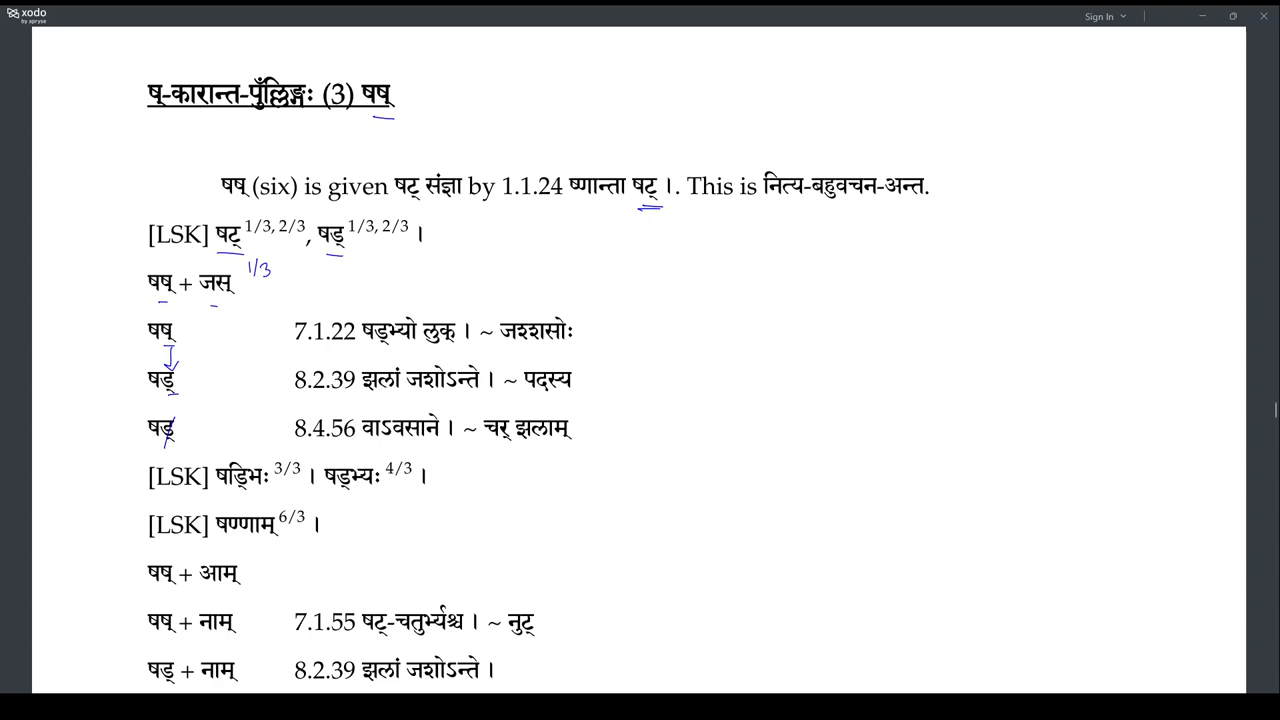 xodo
by apryse
Sign In
ष्-कारान्त-पुँल्लिङ्गः (3) षष्
षष् (six) is given षट् संज्ञा by 1.1.24 ष्णान्ता षट् ।. This is नित्य-बहुवचन-अन्त.
[LSK] षट् 1/3, 2/3, षड् 1/3, 2/3 ।
1/3
षष् + जस्
षष् 7.1.22 षड्भ्यो लुक् । ~ जश्शसोः
षड् 8.2.39 झलां जशोऽन्ते । ~ पदस्य
षड् 8.4.56 वाऽवसाने । ~ चर् झलाम्
[LSK] षड्भिः 3/3 । षड्भ्यः 4/3 ।
[LSK] षण्णाम् 6/3 ।
षष् + आम्
षष् + नाम् 7.1.55 षट्-चतुर्भ्यश्च । ~ नुट्
षड् + नाम् 8.2.39 झलां जशोऽन्ते ।